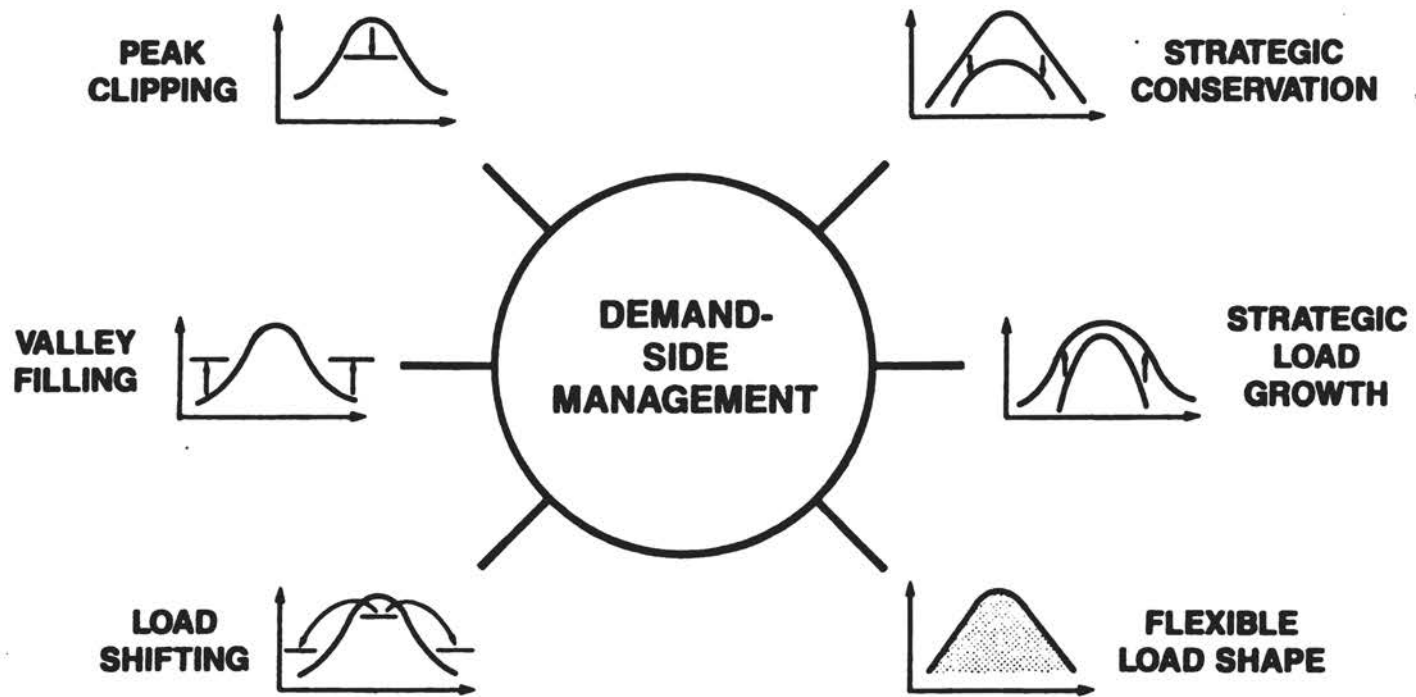 PEAK
CLIPPING
STRATEGIC
CONSERVATION
VALLEY
FILLING
DEMAND-
SIDE
MANAGEMENT
STRATEGIC
LOAD
GROWTH
LOAD
SHIFTING
FLEXIBLE
LOAD SHAPE